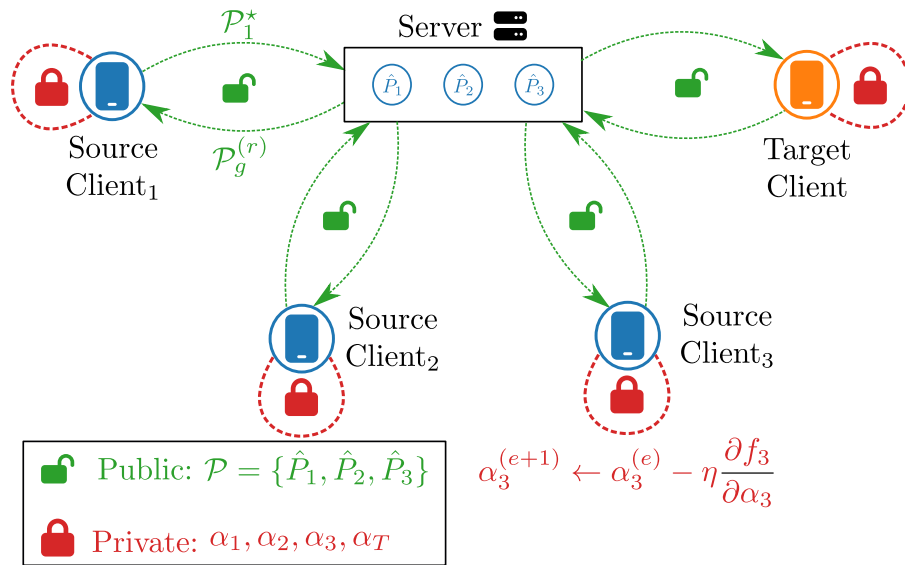 𝒫₁⋆
Server
P̂₁ P̂₂ P̂₃
𝒫_g^(r)
Source
Client₁
Target
Client
Source
Client₂
Source
Client₃
Public: 𝒫 = {P̂₁, P̂₂, P̂₃}
Private: α₁, α₂, α₃, α_T
α₃^(e+1) ← α₃^(e) − η ∂f₃/∂α₃